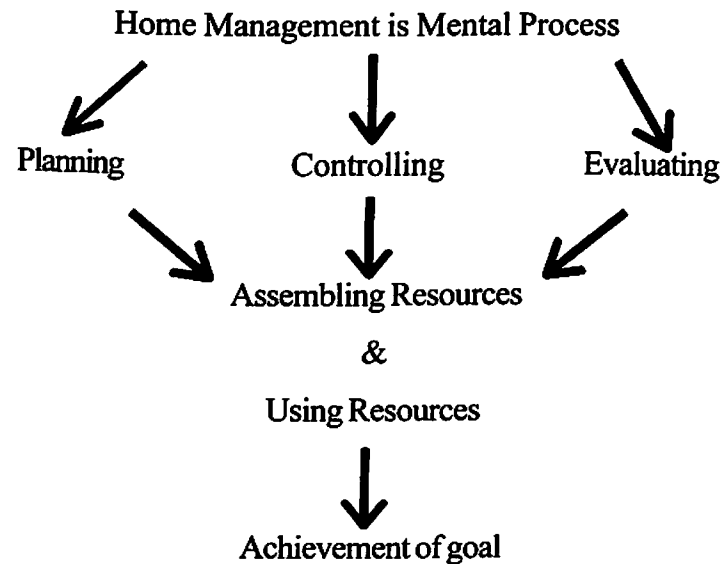 Home Management is Mental Process
Planning Controlling Evaluating
Assembling Resources
&
Using Resources
Achievement of goal